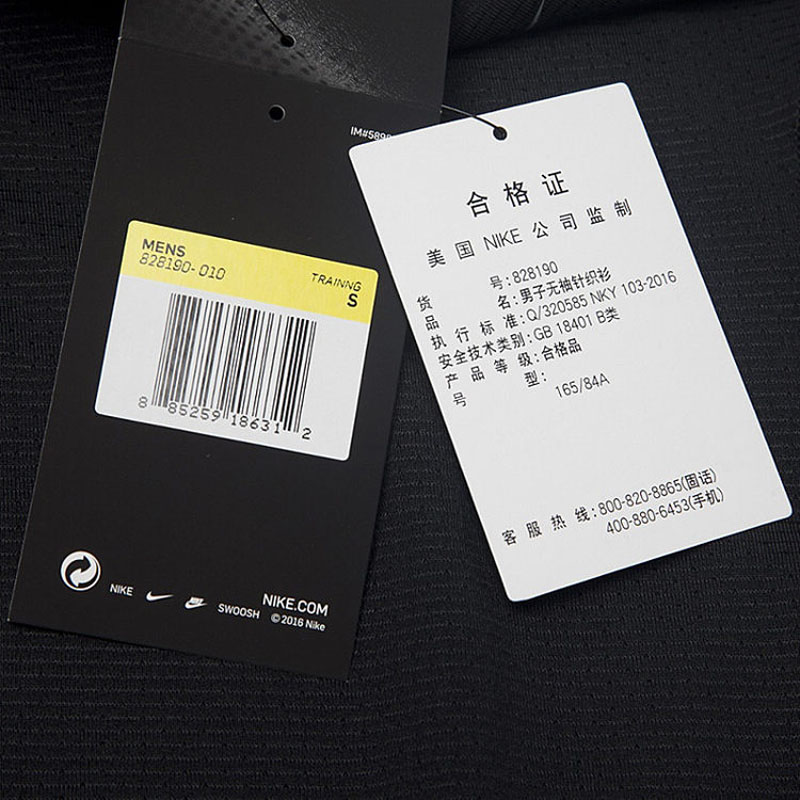 IM#589
MENS
828190-010
TRAINNG
S
8 85259 18631 2
NIKE
SWOOSH
NIKE.COM
©2016 Nike
合格证
美国 NIKE 公司监制
货号:828190
品名:男子无袖针织衫
执行标准:Q/320585 NKY 103-2016
安全技术类别:GB 18401 B类
产品等级:合格品
号型:
165/84A
客服热线:800-820-8865(固话)
400-880-6453(手机)